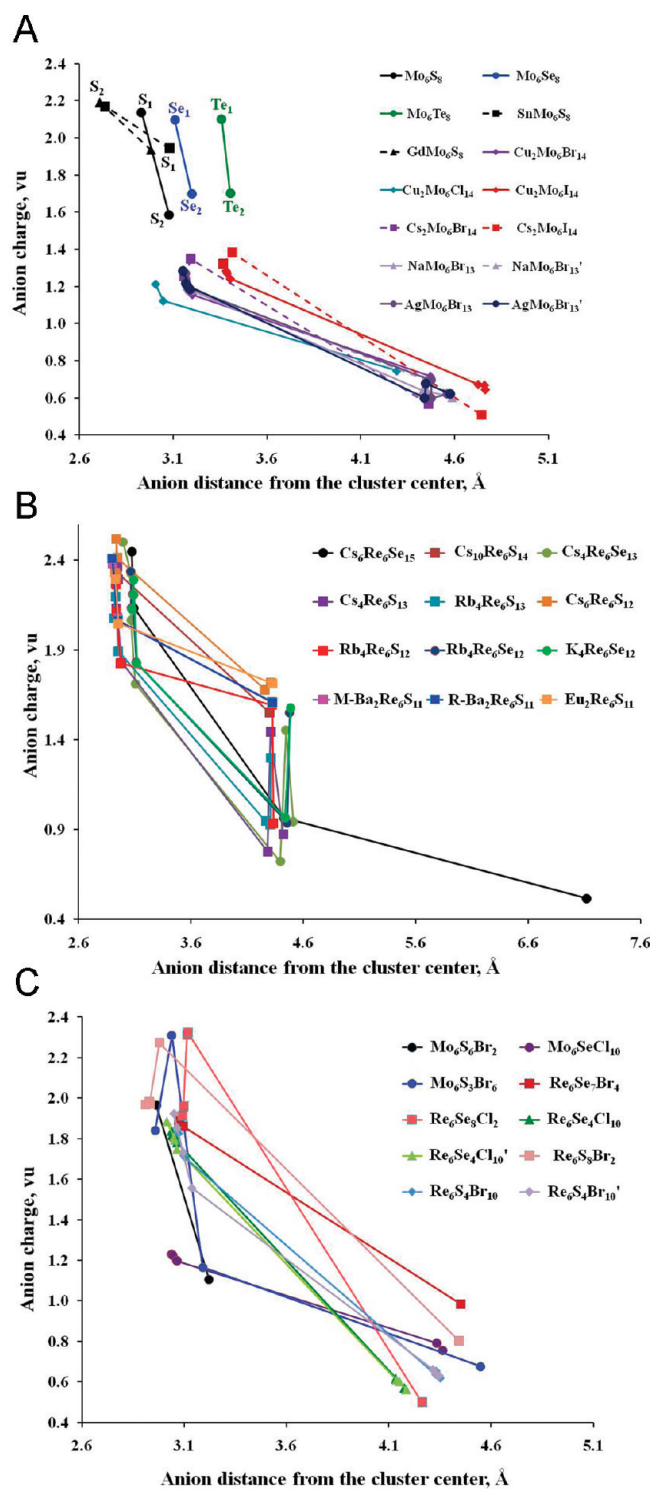 A
2.4
2.2
2.0
1.8
1.6
1.4
1.2
1.0
0.8
0.6
0.4
Anion charge, vu
S₂
S₁
S₁
S₂
Se₁
Se₂
Te₁
Te₂
Mo₆S₈
Mo₆Se₈
Mo₆Te₈
SnMo₆S₈
GdMo₆S₈
Cu₂Mo₆Br₁₄
Cu₂Mo₆Cl₁₄
Cu₂Mo₆I₁₄
Cs₂Mo₆Br₁₄
Cs₂Mo₆I₁₄
NaMo₆Br₁₃
NaMo₆Br₁₃'
AgMo₆Br₁₃
AgMo₆Br₁₃'
2.6 3.1 3.6 4.1 4.6 5.1
Anion distance from the cluster center, Å
B
2.4
1.9
1.4
0.9
0.4
Anion charge, vu
Cs₆Re₆Se₁₅
Cs₁₀Re₆S₁₄
Cs₄Re₆Se₁₃
Cs₄Re₆S₁₃
Rb₄Re₆S₁₃
Cs₆Re₆S₁₂
Rb₄Re₆S₁₂
Rb₄Re₆Se₁₂
K₄Re₆Se₁₂
M-Ba₂Re₆S₁₁
R-Ba₂Re₆S₁₁
Eu₂Re₆S₁₁
2.6 3.6 4.6 5.6 6.6 7.6
Anion distance from the cluster center, Å
C
2.4
2.2
2.0
1.8
1.6
1.4
1.2
1.0
0.8
0.6
0.4
Anion charge, vu
Mo₆S₆Br₂
Mo₆SeCl₁₀
Mo₆S₃Br₆
Re₆Se₇Br₄
Re₆Se₈Cl₂
Re₆Se₄Cl₁₀
Re₆Se₄Cl₁₀'
Re₆S₈Br₂
Re₆S₄Br₁₀
Re₆S₄Br₁₀'
2.6 3.1 3.6 4.1 4.6 5.1
Anion distance from the cluster center, Å